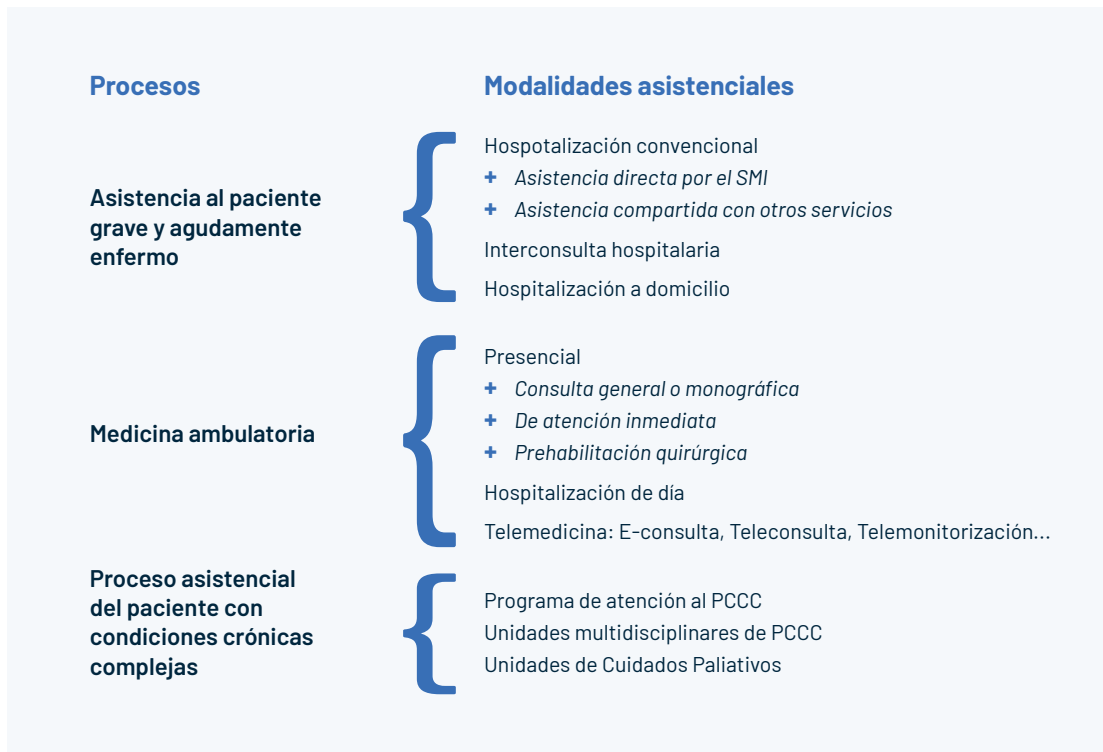 Procesos
Modalidades asistenciales
Asistencia al paciente
grave y agudamente
enfermo
Hospotalización convencional
+ Asistencia directa por el SMI
+ Asistencia compartida con otros servicios
Interconsulta hospitalaria
Hospitalización a domicilio
Medicina ambulatoria
Presencial
+ Consulta general o monográfica
+ De atención inmediata
+ Prehabilitación quirúrgica
Hospitalización de día
Telemedicina: E-consulta, Teleconsulta, Telemonitorización...
Proceso asistencial
del paciente con
condiciones crónicas
complejas
Programa de atención al PCCC
Unidades multidisciplinares de PCCC
Unidades de Cuidados Paliativos